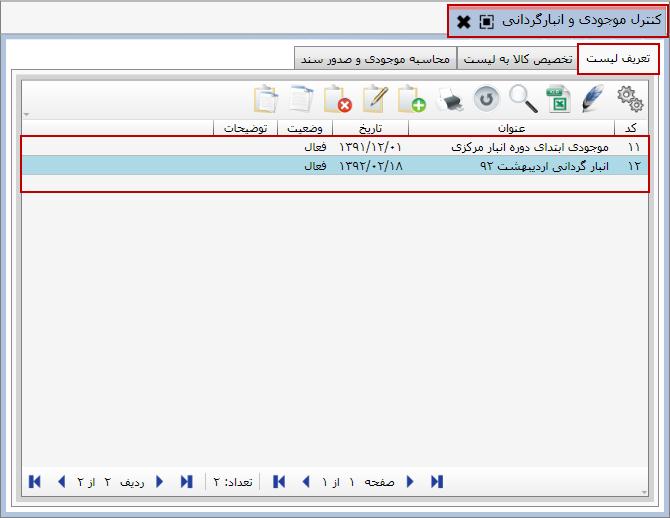 کنترل موجودی و انبارگردانی
تعریف لیست تخصیص کالا به لیست محاسبه موجودی و صدور سند
کد عنوان تاریخ وضعیت توضیحات
۱۱ موجودی ابتدای دوره انبار مرکزی ۱۳۹۱/۱۲/۰۱ فعال
۱۲ انبار گردانی اردیبهشت ۹۲ ۱۳۹۲/۰۲/۱۸ فعال
صفحه ۱ از ۱ تعداد: ۲ ردیف ۲ از ۲